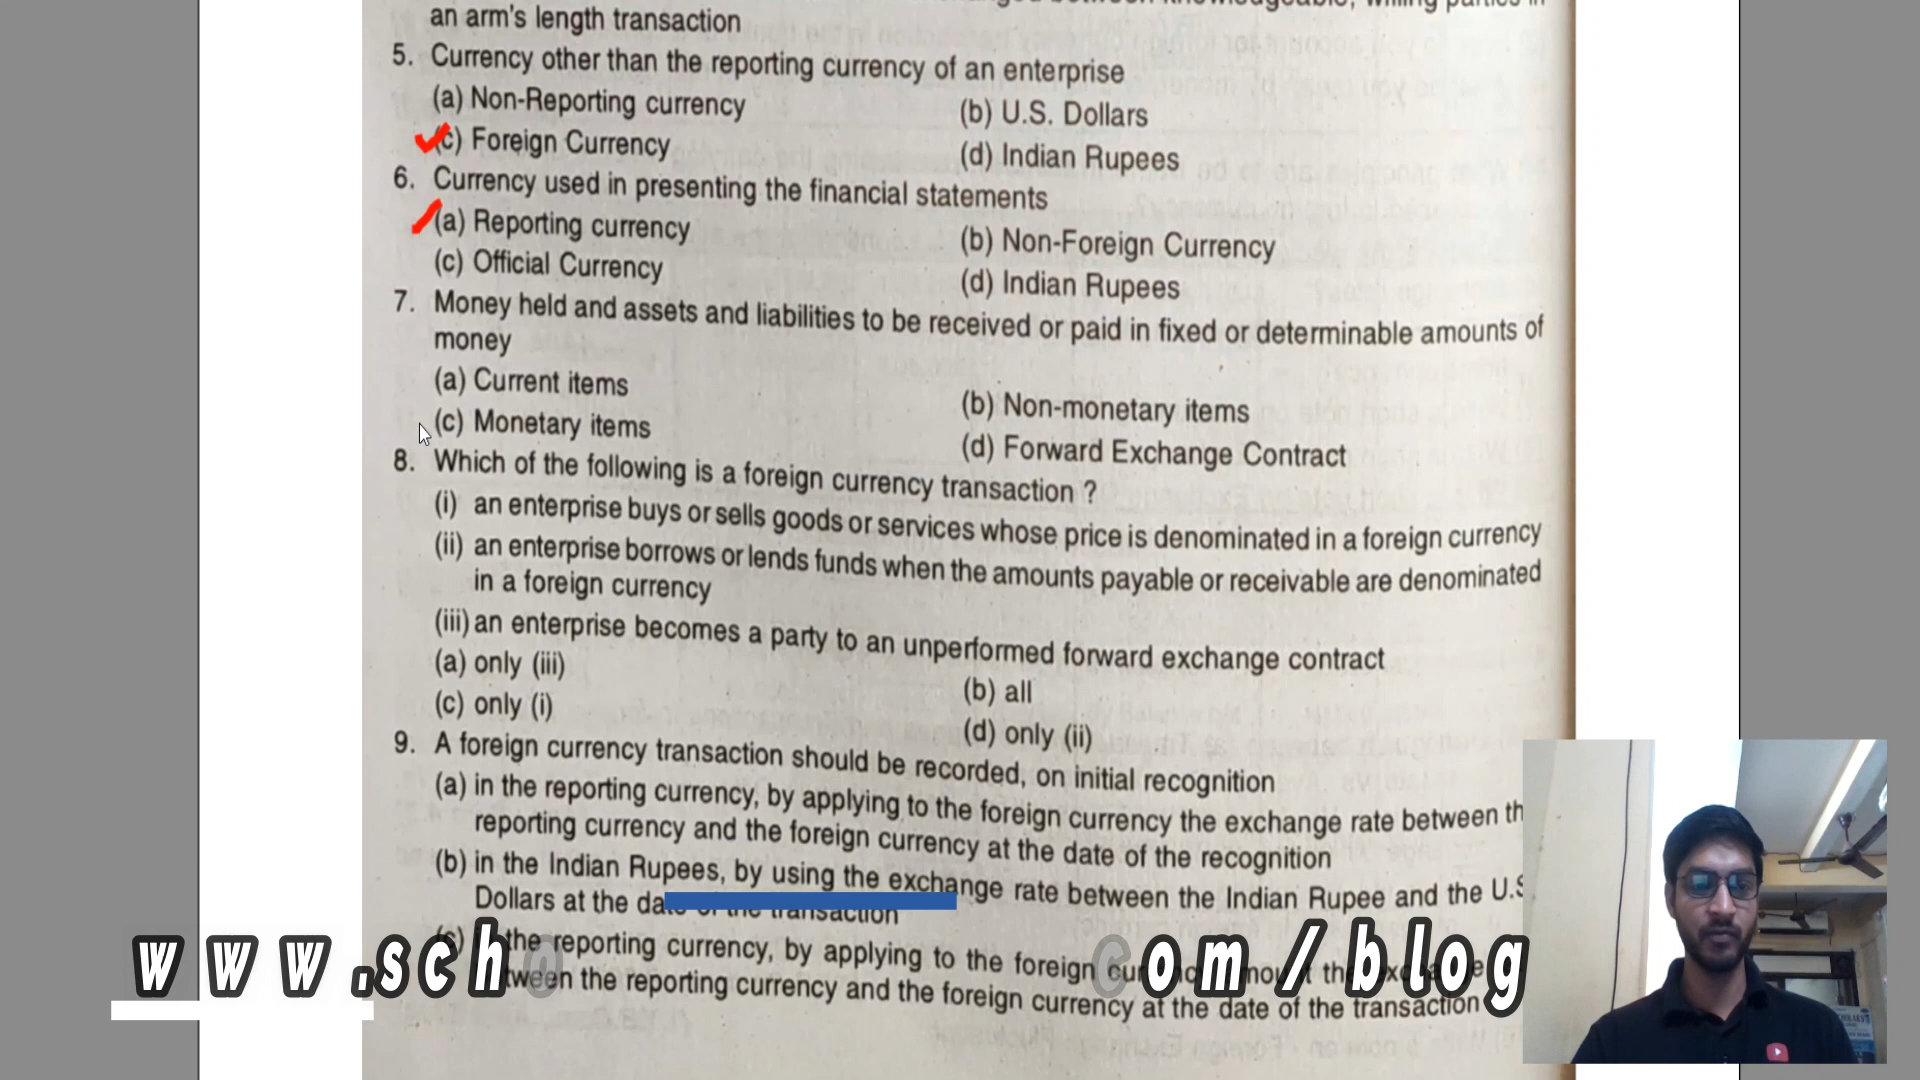 an arm's length transaction
5. Currency other than the reporting currency of an enterprise
(a) Non-Reporting currency (b) U.S. Dollars
(c) Foreign Currency (d) Indian Rupees
6. Currency used in presenting the financial statements
(a) Reporting currency (b) Non-Foreign Currency
(c) Official Currency (d) Indian Rupees
7. Money held and assets and liabilities to be received or paid in fixed or determinable amounts of
money
(a) Current items (b) Non-monetary items
(c) Monetary items (d) Forward Exchange Contract
8. Which of the following is a foreign currency transaction ?
(i) an enterprise buys or sells goods or services whose price is denominated in a foreign currency
(ii) an enterprise borrows or lends funds when the amounts payable or receivable are denominated
in a foreign currency
(iii) an enterprise becomes a party to an unperformed forward exchange contract
(a) only (iii) (b) all
(c) only (i) (d) only (ii)
9. A foreign currency transaction should be recorded, on initial recognition
(a) in the reporting currency, by applying to the foreign currency the exchange rate between th
reporting currency and the foreign currency at the date of the recognition
(b) in the Indian Rupees, by using the exchange rate between the Indian Rupee and the U.S
Dollars at the date of the transaction
(c) the reporting currency, by applying to the foreign
between the reporting currency and the foreign currency at the date of the transaction
www.scho com/blog